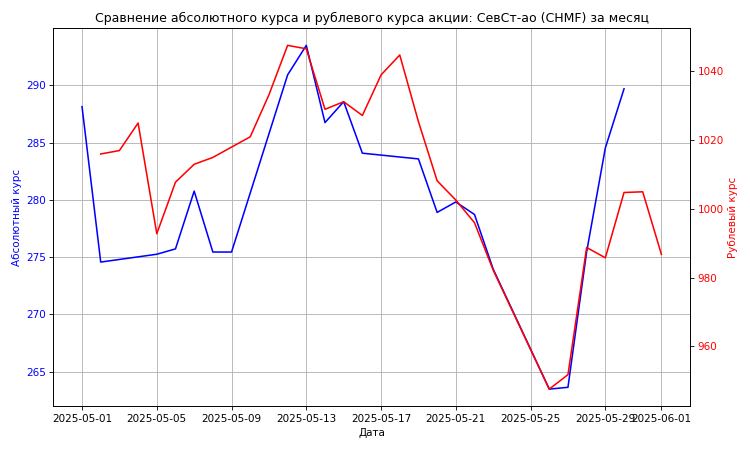 Сравнение абсолютного курса и рублевого курса акции: СевСт-ао (CHMF) за месяц
290
285
280
275
270
265
Абсолютный курс
1040
1020
1000
980
960
Рублевый курс
2025-05-01 2025-05-05 2025-05-09 2025-05-13 2025-05-17 2025-05-21 2025-05-25 2025-05-29 2025-06-01
Дата